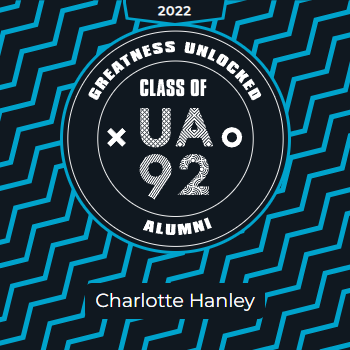 2022
GREATNESS UNLOCKED
CLASS OF
UA
92
ALUMNI
Charlotte Hanley